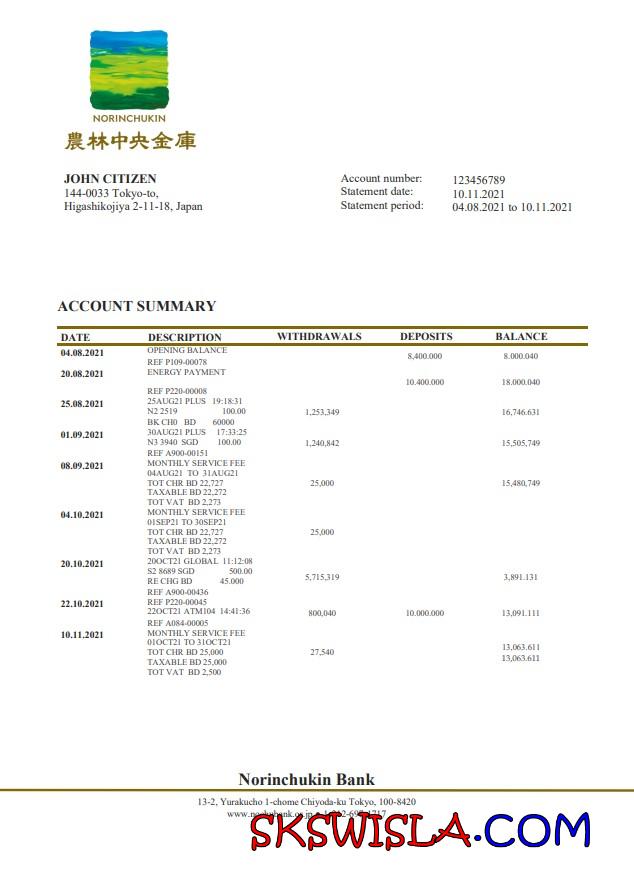 NORINCHUKIN
農林中央金庫
JOHN CITIZEN
144-0033 Tokyo-to,
Higashikojiya 2-11-18, Japan
Account number: 123456789
Statement date: 10.11.2021
Statement period: 04.08.2021 to 10.11.2021
ACCOUNT SUMMARY
DATE DESCRIPTION WITHDRAWALS DEPOSITS BALANCE
04.08.2021 OPENING BALANCE 8,400.000 8.000.040
REF P109-00078
20.08.2021 ENERGY PAYMENT
10.400.000 18.000.040
REF P220-00008
25.08.2021 25AUG21 PLUS 19:18:31
N2 2519 100.00 1,253,349 16,746.631
BK CH0 BD 60000
01.09.2021 30AUG21 PLUS 17:33:25
N3 3940 SGD 100.00 1,240,842 15,505,749
REF A900-00151
08.09.2021 MONTHLY SERVICE FEE
04AUG21 TO 31AUG21
TOT CHR BD 22,727 25,000 15,480,749
TAXABLE BD 22,272
TOT VAT BD 2,273
04.10.2021 MONTHLY SERVICE FEE
01SEP21 TO 30SEP21
TOT CHR BD 22,727 25,000
TAXABLE BD 22,272
TOT VAT BD 2,273
20.10.2021 20OCT21 GLOBAL 11:12:08
S2 8689 SGD 500.00
RE CHG BD 45.000 5,715,319 3,891.131
REF A900-00436
22.10.2021 REF P220-00045
22OCT21 ATM104 14:41:36 800,040 10.000.000 13,091.111
REF A084-00005
10.11.2021 MONTHLY SERVICE FEE
01OCT21 TO 31OCT21 13,063.611
TOT CHR BD 25,000 27,540
TAXABLE BD 25,000 13,063.611
TOT VAT BD 2,500
Norinchukin Bank
13-2, Yurakucho 1-chome Chiyoda-ku Tokyo, 100-8420
SKSWISLA.COM